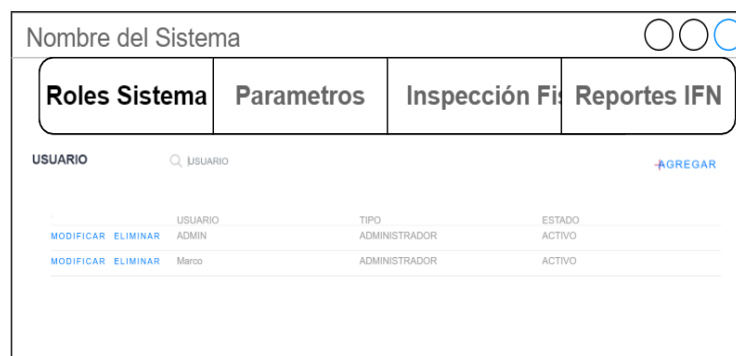 Nombre del Sistema
Roles Sistema Parametros Inspección Fi Reportes IFN
USUARIO USUARIO AGREGAR
USUARIO TIPO ESTADO
MODIFICAR ELIMINAR ADMIN ADMINISTRADOR ACTIVO
MODIFICAR ELIMINAR Marco ADMINISTRADOR ACTIVO